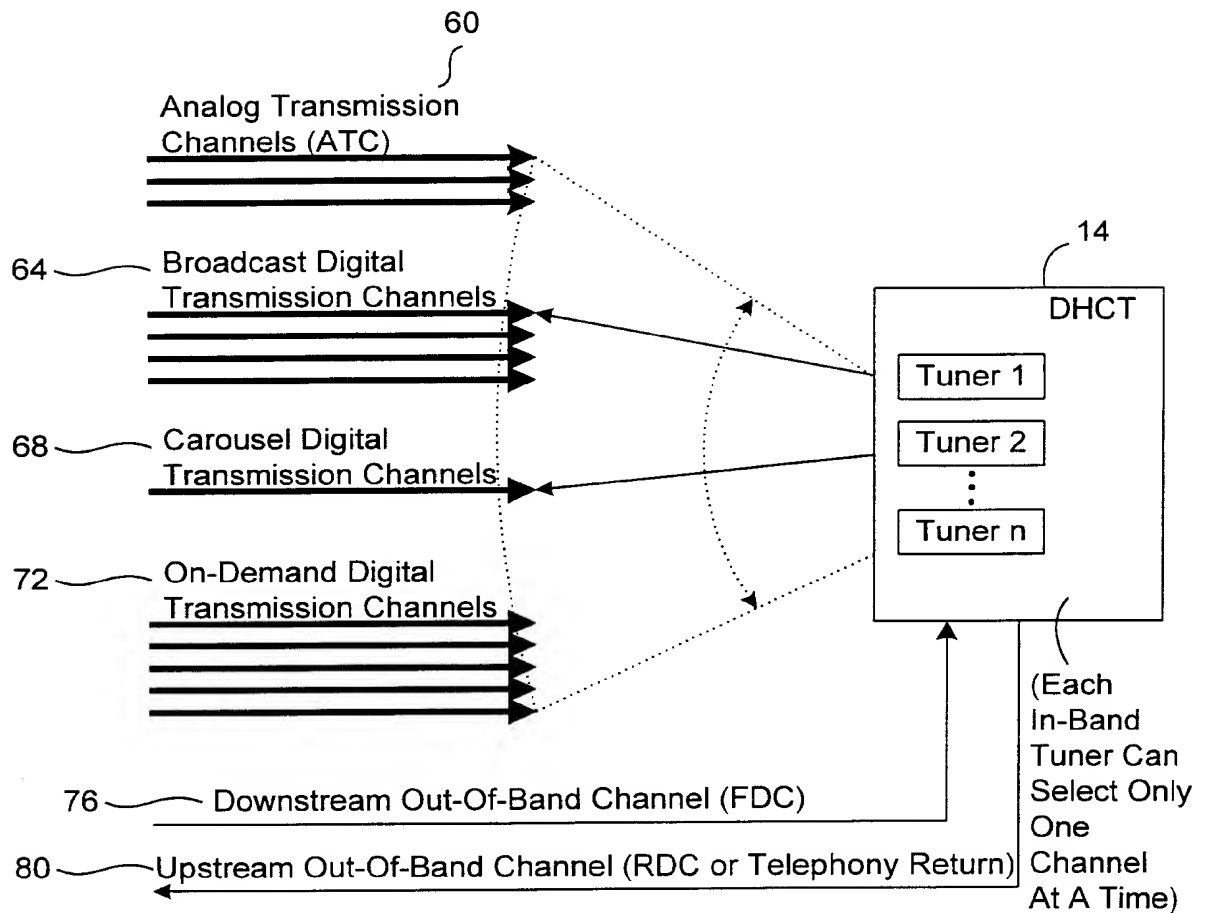 60
Analog Transmission
Channels (ATC)
64
Broadcast Digital
Transmission Channels
68
Carousel Digital
Transmission Channels
72
On-Demand Digital
Transmission Channels
14
DHCT
Tuner 1
Tuner 2
Tuner n
(Each
In-Band
Tuner Can
Select Only
One
Channel
At A Time)
76
Downstream Out-Of-Band Channel (FDC)
80
Upstream Out-Of-Band Channel (RDC or Telephony Return)